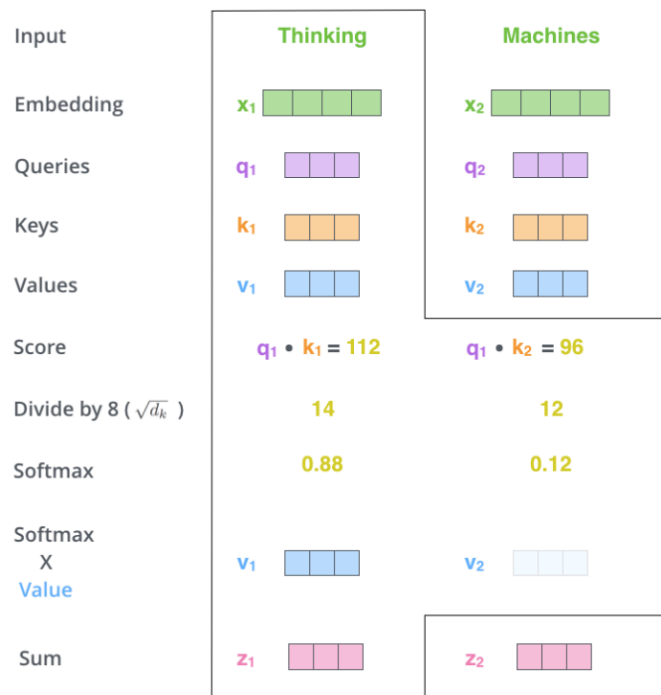 Input Thinking Machines
Embedding x₁ x₂
Queries q₁ q₂
Keys k₁ k₂
Values v₁ v₂
Score q₁ • k₁ = 112 q₁ • k₂ = 96
Divide by 8 ( √dₖ ) 14 12
Softmax 0.88 0.12
Softmax
X
Value v₁ v₂
Sum z₁ z₂